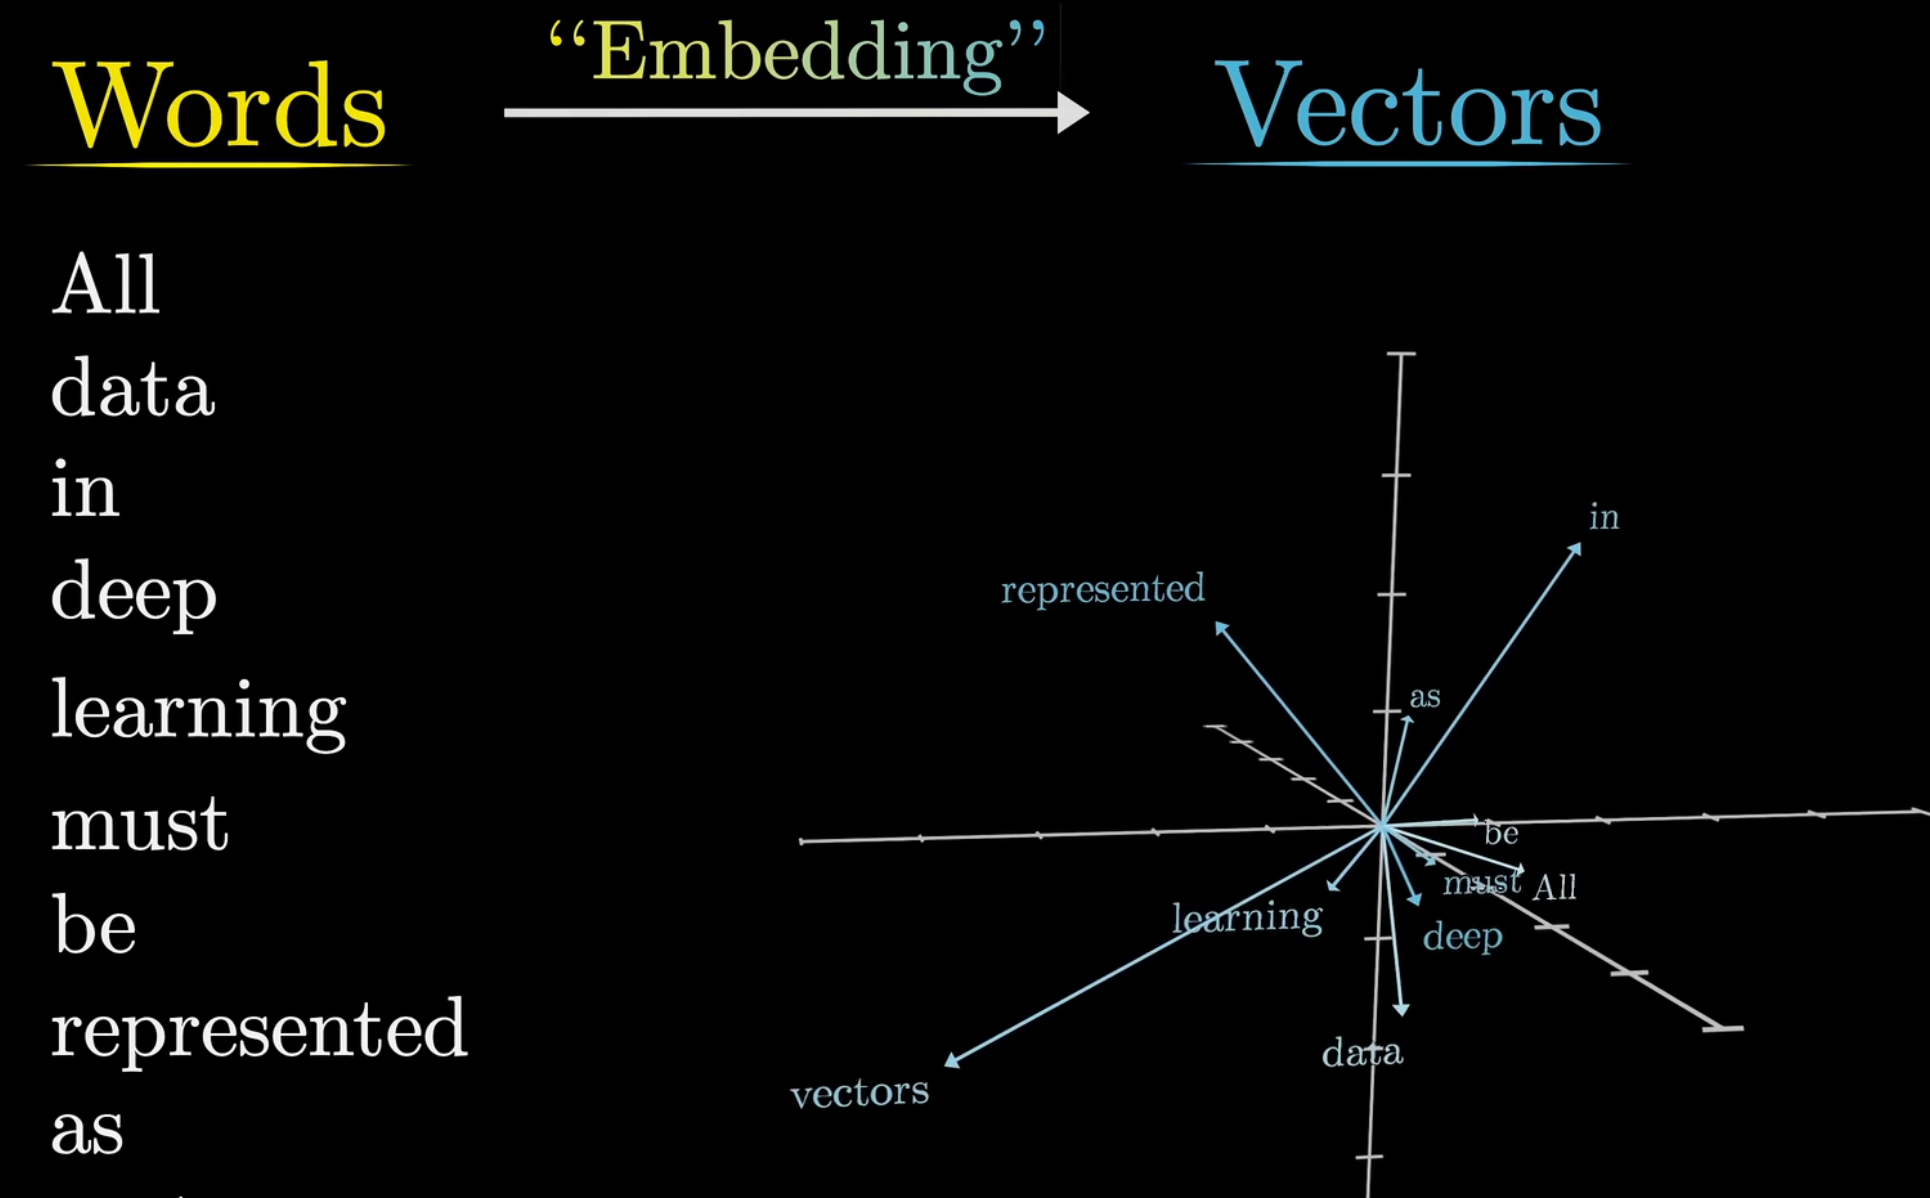 Words
“Embedding”
Vectors
All
data
in
deep
learning
must
be
represented
as
in
represented
as
be
must
All
learning
deep
data
vectors